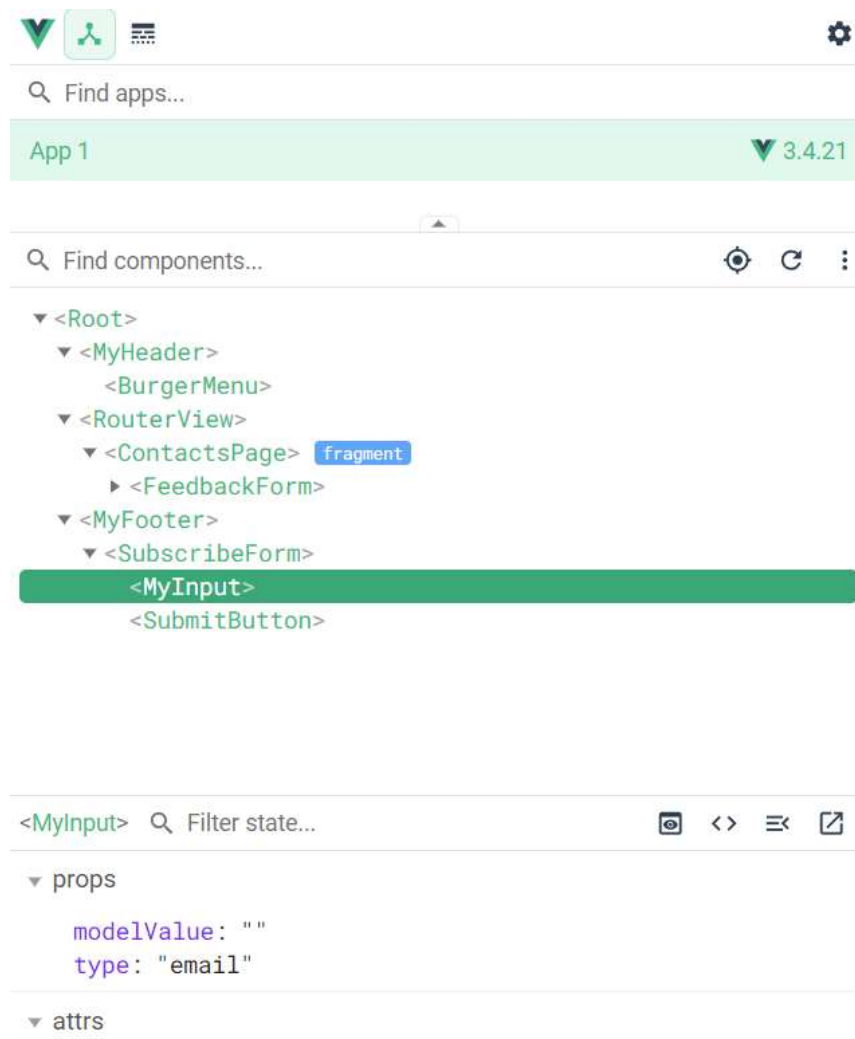 Find apps...
App 1 3.4.21
Find components...
<Root>
<MyHeader>
<BurgerMenu>
<RouterView>
<ContactsPage> fragment
<FeedbackForm>
<MyFooter>
<SubscribeForm>
<MyInput>
<SubmitButton>
<MyInput> Filter state...
props
modelValue: ""
type: "email"
attrs